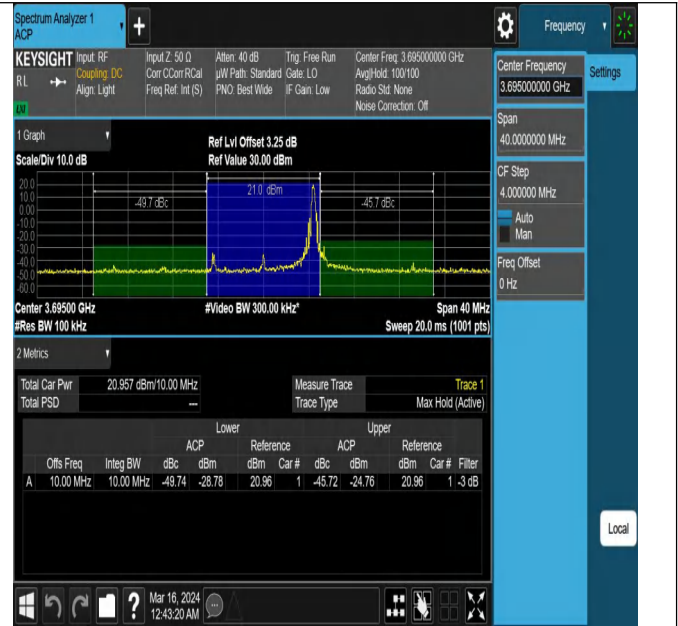 Spectrum Analyzer 1
ACP
+
Frequency
KEYSIGHT Input: RF Input Z: 50 Ω Atten: 40 dB Trig: Free Run Center Freq: 3.695000000 GHz
RL Coupling: DC Corr CCorr RCal µW Path: Standard Gate: LO Avg|Hold: 100/100
Align: Light Freq Ref: Int (S) PNO: Best Wide IF Gain: Low Radio Std: None
LXI Noise Correction: Off
Center Frequency
3.695000000 GHz
Settings
Span
40.0000000 MHz
CF Step
4.000000 MHz
Auto
Man
Freq Offset
0 Hz
1 Graph
Ref Lvl Offset 3.25 dB
Scale/Div 10.0 dB Ref Value 30.00 dBm
20.0
10.0
0.00
-10.0
-20.0
-30.0
-40.0
-50.0
-60.0
-49.7 dBc 21.0 dBm -45.7 dBc
Center 3.69500 GHz #Video BW 300.00 kHz* Span 40 MHz
#Res BW 100 kHz Sweep 20.0 ms (1001 pts)
2 Metrics
Total Car Pwr 20.957 dBm/10.00 MHz Measure Trace Trace 1
Total PSD --- Trace Type Max Hold (Active)
Lower Upper
ACP Reference ACP Reference
Offs Freq Integ BW dBc dBm dBm Car # dBc dBm dBm Car # Filter
A 10.00 MHz 10.00 MHz -49.74 -28.78 20.96 1 -45.72 -24.76 20.96 1 -3 dB
Local
? Mar 16, 2024
12:43:20 AM